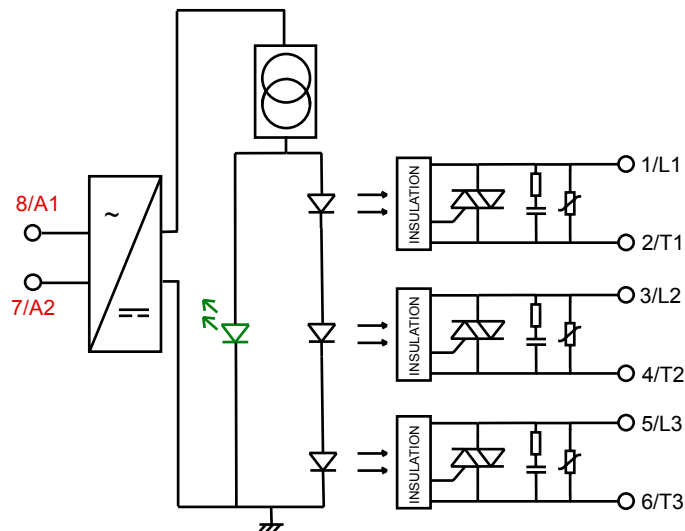 8/A1
~
7/A2
INSULATION
1/L1
2/T1
INSULATION
3/L2
4/T2
INSULATION
5/L3
6/T3